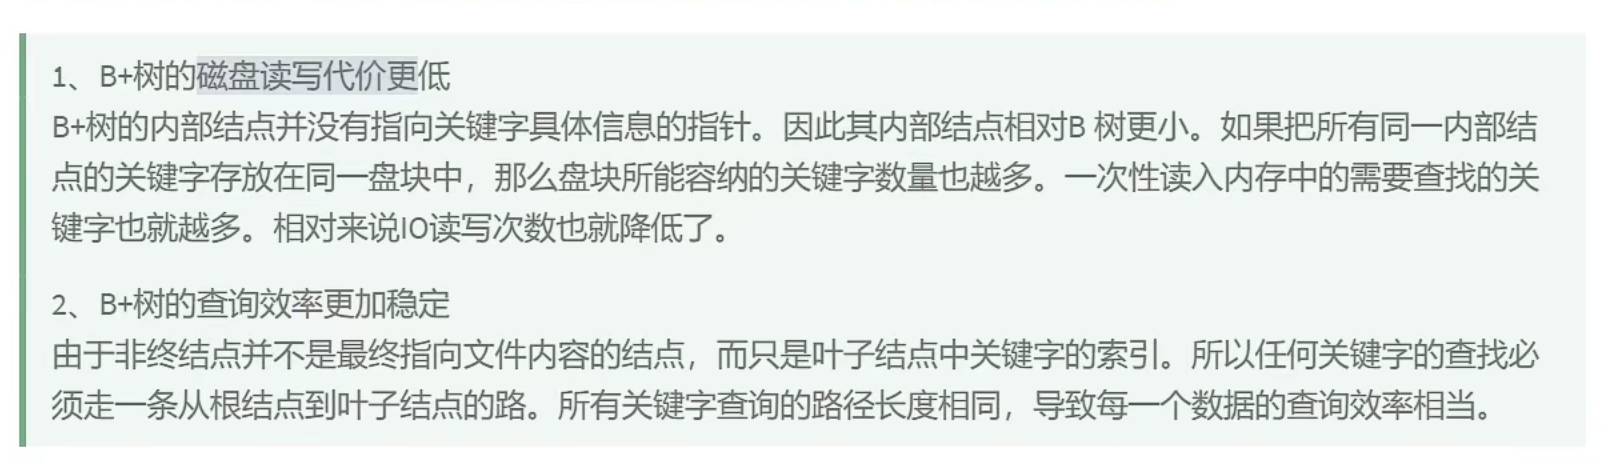 1、B+树的磁盘读写代价更低
B+树的内部结点并没有指向关键字具体信息的指针。因此其内部结点相对B 树更小。如果把所有同一内部结
点的关键字存放在同一盘块中，那么盘块所能容纳的关键字数量也越多。一次性读入内存中的需要查找的关
键字也就越多。相对来说IO读写次数也就降低了。
2、B+树的查询效率更加稳定
由于非终结点并不是最终指向文件内容的结点，而只是叶子结点中关键字的索引。所以任何关键字的查找必
须走一条从根结点到叶子结点的路。所有关键字查询的路径长度相同，导致每一个数据的查询效率相当。